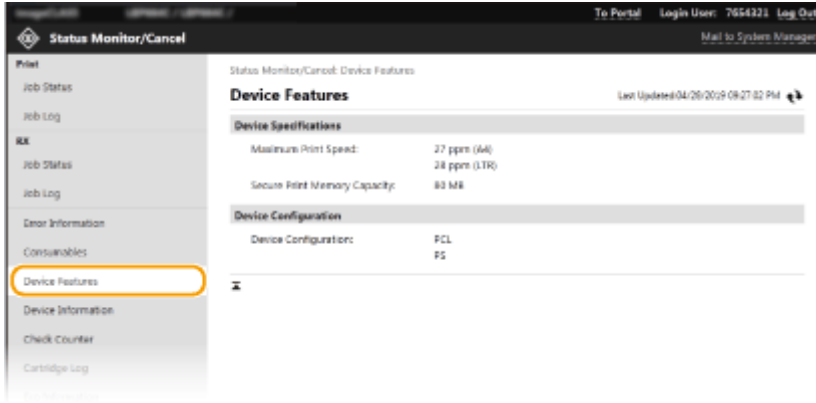 To Portal Login User: 7654321 Log Out
Status Monitor/Cancel
Mail to System Manager
Print
Job Status
Job Log
RX
Job Status
Job Log
Error Information
Consumables
Device Features
Device Information
Check Counter
Cartridge Log
Status Monitor/Cancel: Device Features
Device Features
Last Updated:04/28/2019 09:27:02 PM
Device Specifications
Maximum Print Speed: 27 ppm (A4)
28 ppm (LTR)
Secure Print Memory Capacity: 80 MB
Device Configuration
Device Configuration: PCL
PS